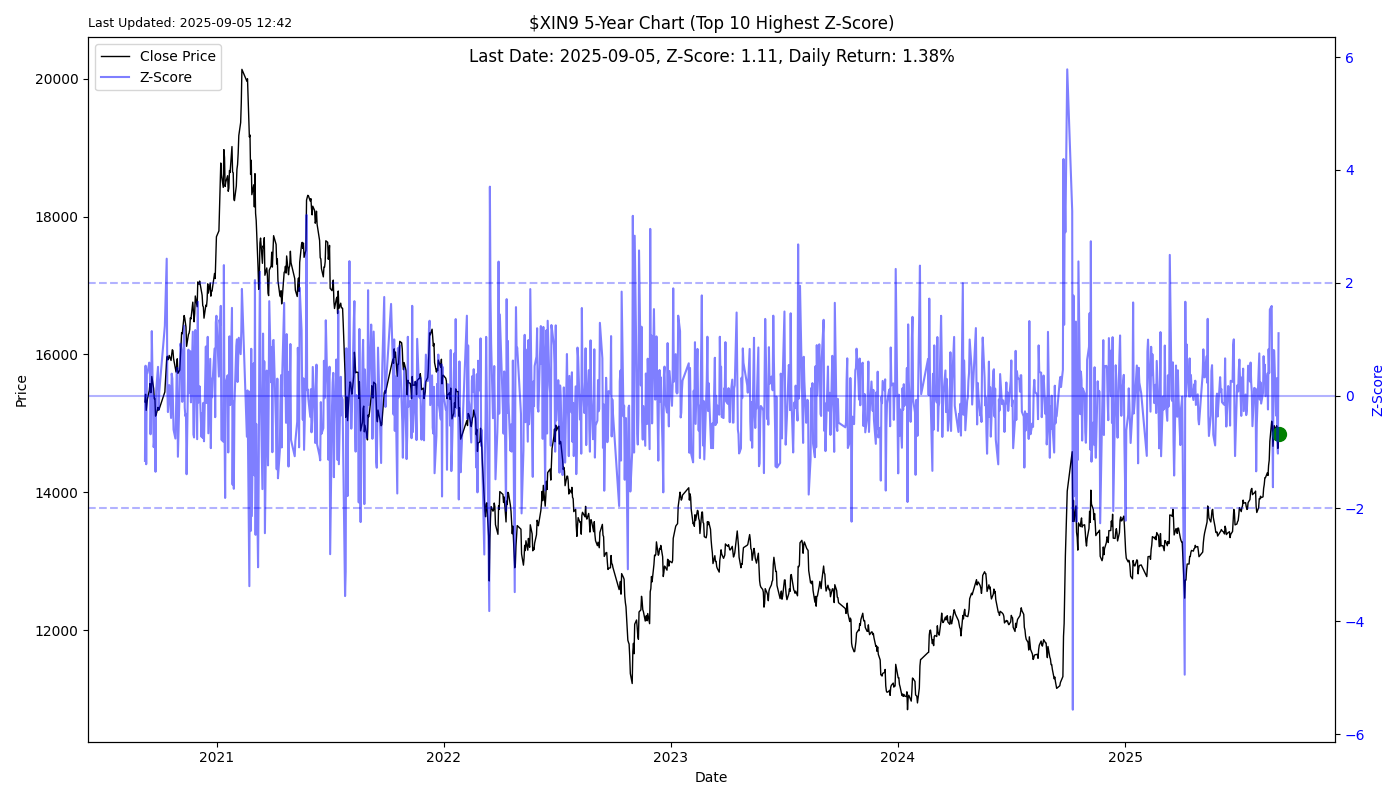 Last Updated: 2025-09-05 12:42
$XIN9 5-Year Chart (Top 10 Highest Z-Score)
Last Date: 2025-09-05, Z-Score: 1.11, Daily Return: 1.38%
Close Price
Z-Score
20000
18000
16000
14000
12000
Price
6
4
2
0
−2
−4
−6
Z-Score
2021
2022
2023
2024
2025
Date